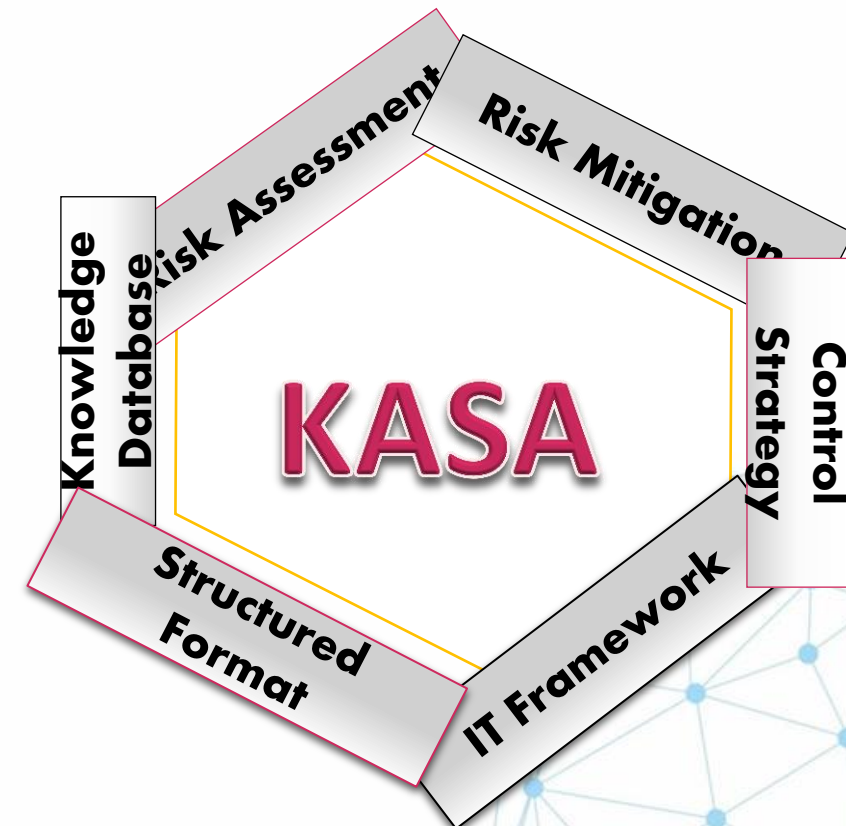 Risk Assessment
Risk Mitigation
Control
Strategy
IT Framework
Structured
Format
Knowledge
Database
KASA